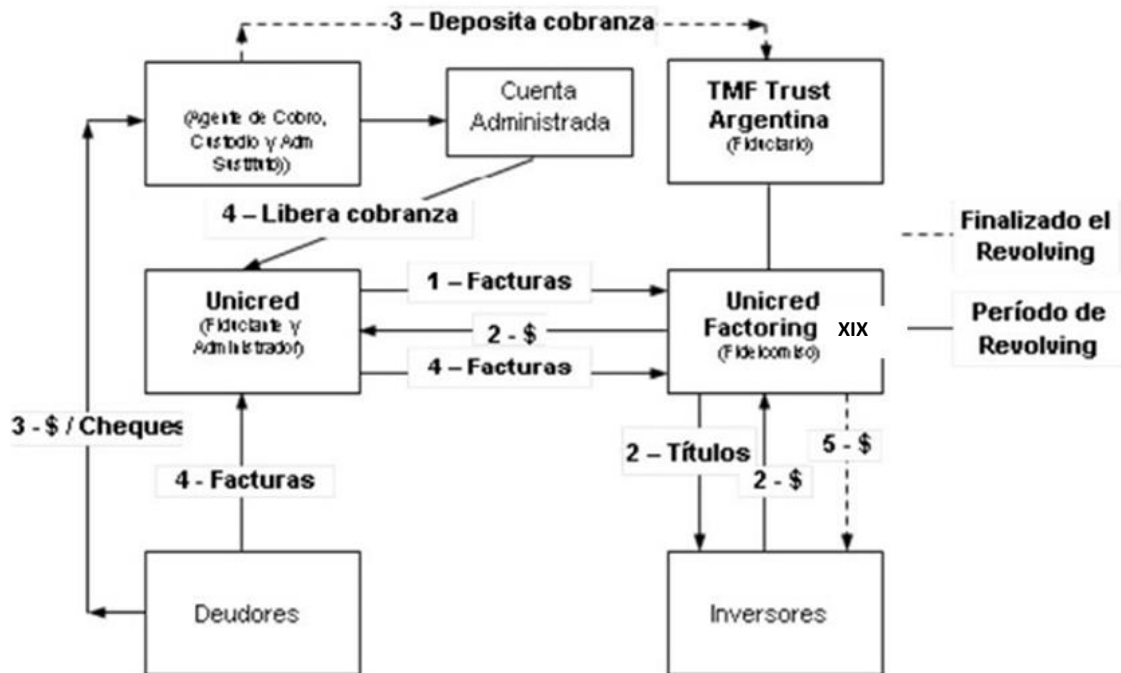 3 – Deposita cobranza
(Agente de Cobro,
Custodio y Adm
Sustituto))
Cuenta
Administrada
TMF Trust
Argentina
(Fiduciario)
4 – Libera cobranza
Finalizado el
Revolving
Unicred
(Fiduciante y
Administrador)
1 – Facturas
2 - $
4 – Facturas
Unicred
Factoring XIX
(Fideicomiso)
Período de
Revolving
3 - $ / Cheques
4 - Facturas
2 – Títulos
2 - $
5 - $
Deudores
Inversores